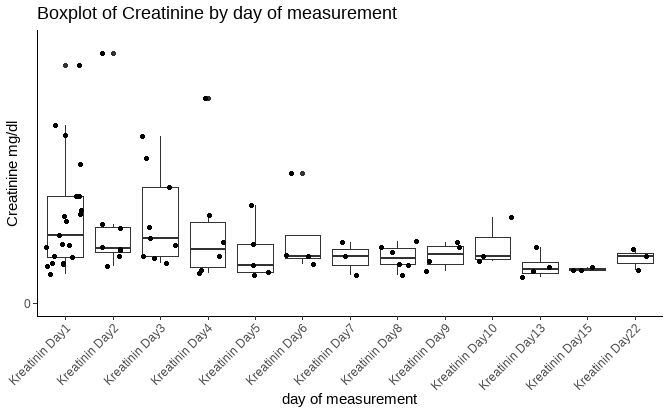 Boxplot of Creatinine by day of measurement
Creatinine mg/dl
0
Kreatinin Day1
Kreatinin Day2
Kreatinin Day3
Kreatinin Day4
Kreatinin Day5
Kreatinin Day6
Kreatinin Day7
Kreatinin Day8
Kreatinin Day9
Kreatinin Day10
Kreatinin Day13
Kreatinin Day15
Kreatinin Day22
day of measurement